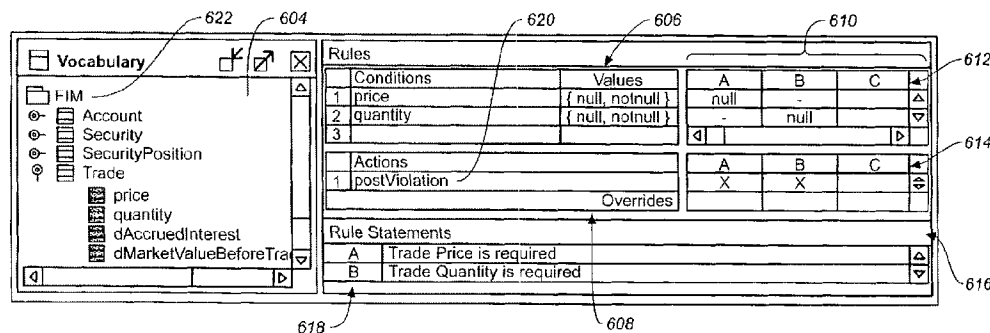 622
604
620
606
610
Vocabulary
FIM
Account
Security
SecurityPosition
Trade
price
quantity
dAccruedInterest
dMarketValueBeforeTra
Rules
Conditions Values
1 price { null, notnull }
2 quantity { null, notnull }
3
A B C
null -
- null
612
Actions
1 postViolation
Overrides
A B C
X X
614
Rule Statements
A Trade Price is required
B Trade Quantity is required
616
618
608